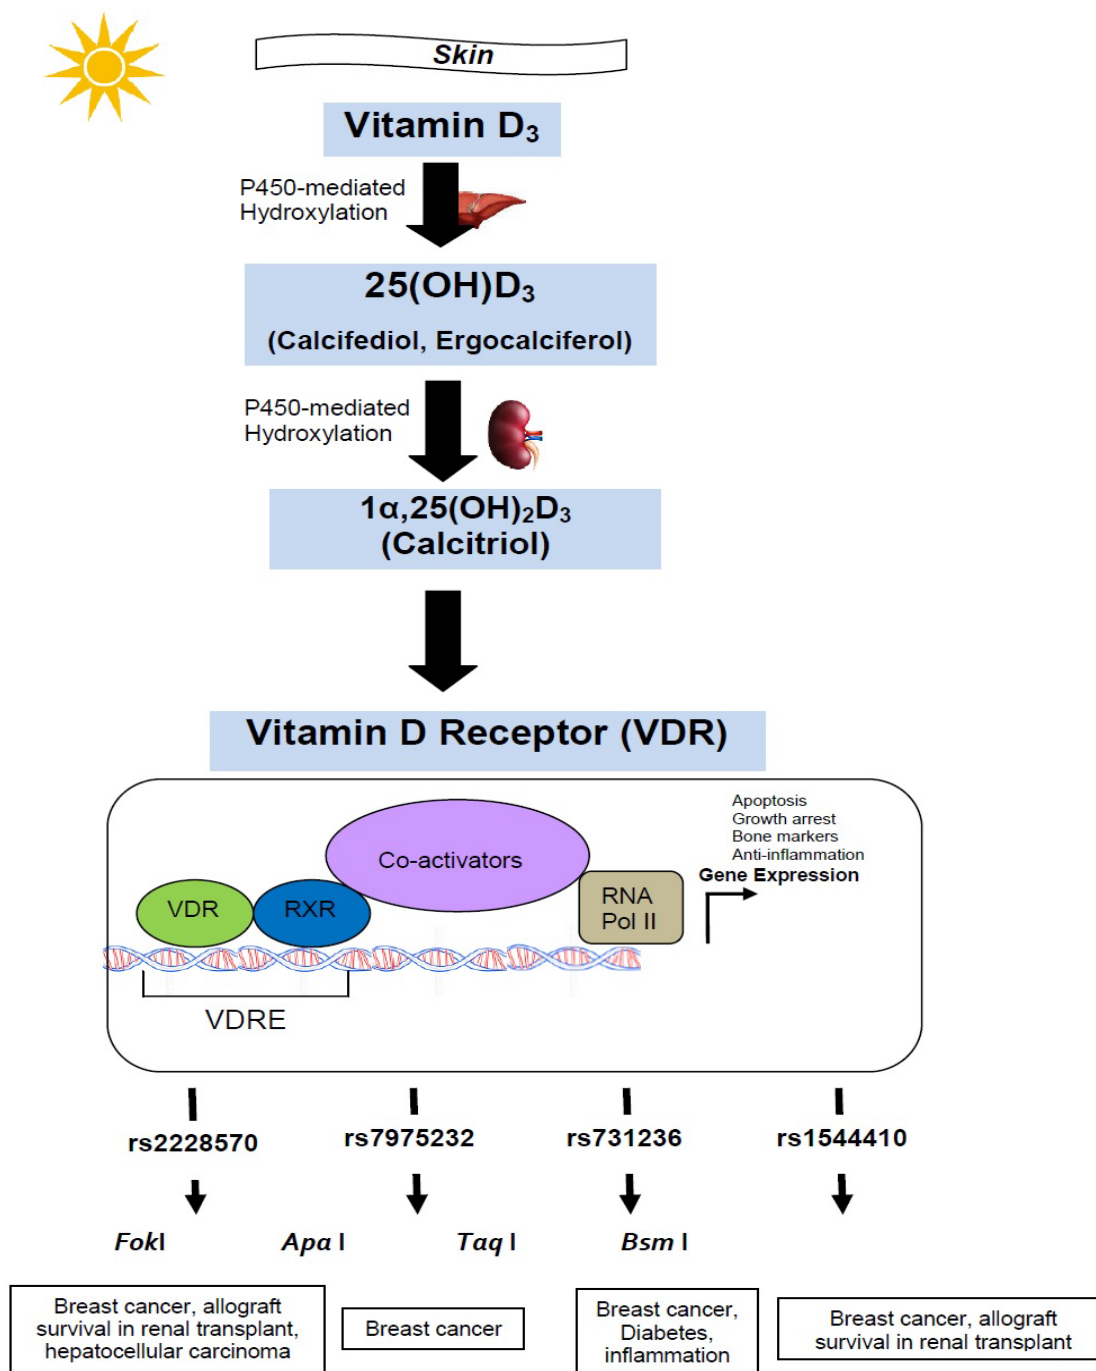 Skin
Vitamin D₃
P450-mediated
Hydroxylation
25(OH)D₃
(Calcifediol, Ergocalciferol)
P450-mediated
Hydroxylation
1α,25(OH)₂D₃
(Calcitriol)
Vitamin D Receptor (VDR)
Apoptosis
Growth arrest
Bone markers
Anti-inflammation
Gene Expression
Co-activators
VDR
RXR
RNA
Pol II
VDRE
rs2228570
rs7975232
rs731236
rs1544410
FokI
Apa I
Taq I
Bsm I
Breast cancer, allograft
survival in renal transplant,
hepatocellular carcinoma
Breast cancer
Breast cancer,
Diabetes,
inflammation
Breast cancer, allograft
survival in renal transplant